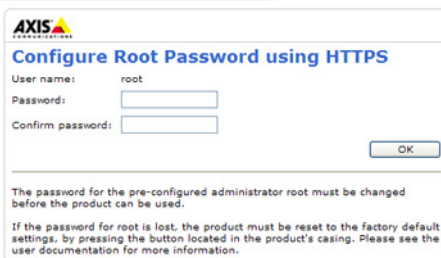 AXIS
COMMUNICATIONS
Configure Root Password using HTTPS
User name: root
Password:
Confirm password:
OK
The password for the pre-configured administrator root must be changed
before the product can be used.
If the password for root is lost, the product must be reset to the factory default
settings, by pressing the button located in the product's casing. Please see the
user documentation for more information.